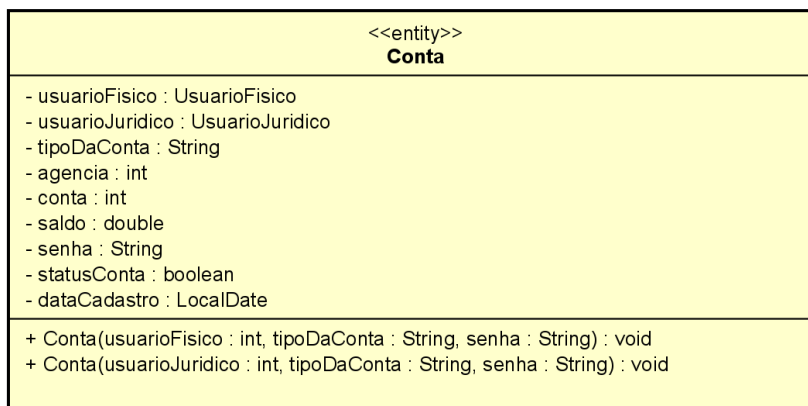 <<entity>>
Conta
- usuarioFisico : UsuarioFisico
- usuarioJuridico : UsuarioJuridico
- tipoDaConta : String
- agencia : int
- conta : int
- saldo : double
- senha : String
- statusConta : boolean
- dataCadastro : LocalDate
+ Conta(usuarioFisico : int, tipoDaConta : String, senha : String) : void
+ Conta(usuarioJuridico : int, tipoDaConta : String, senha : String) : void